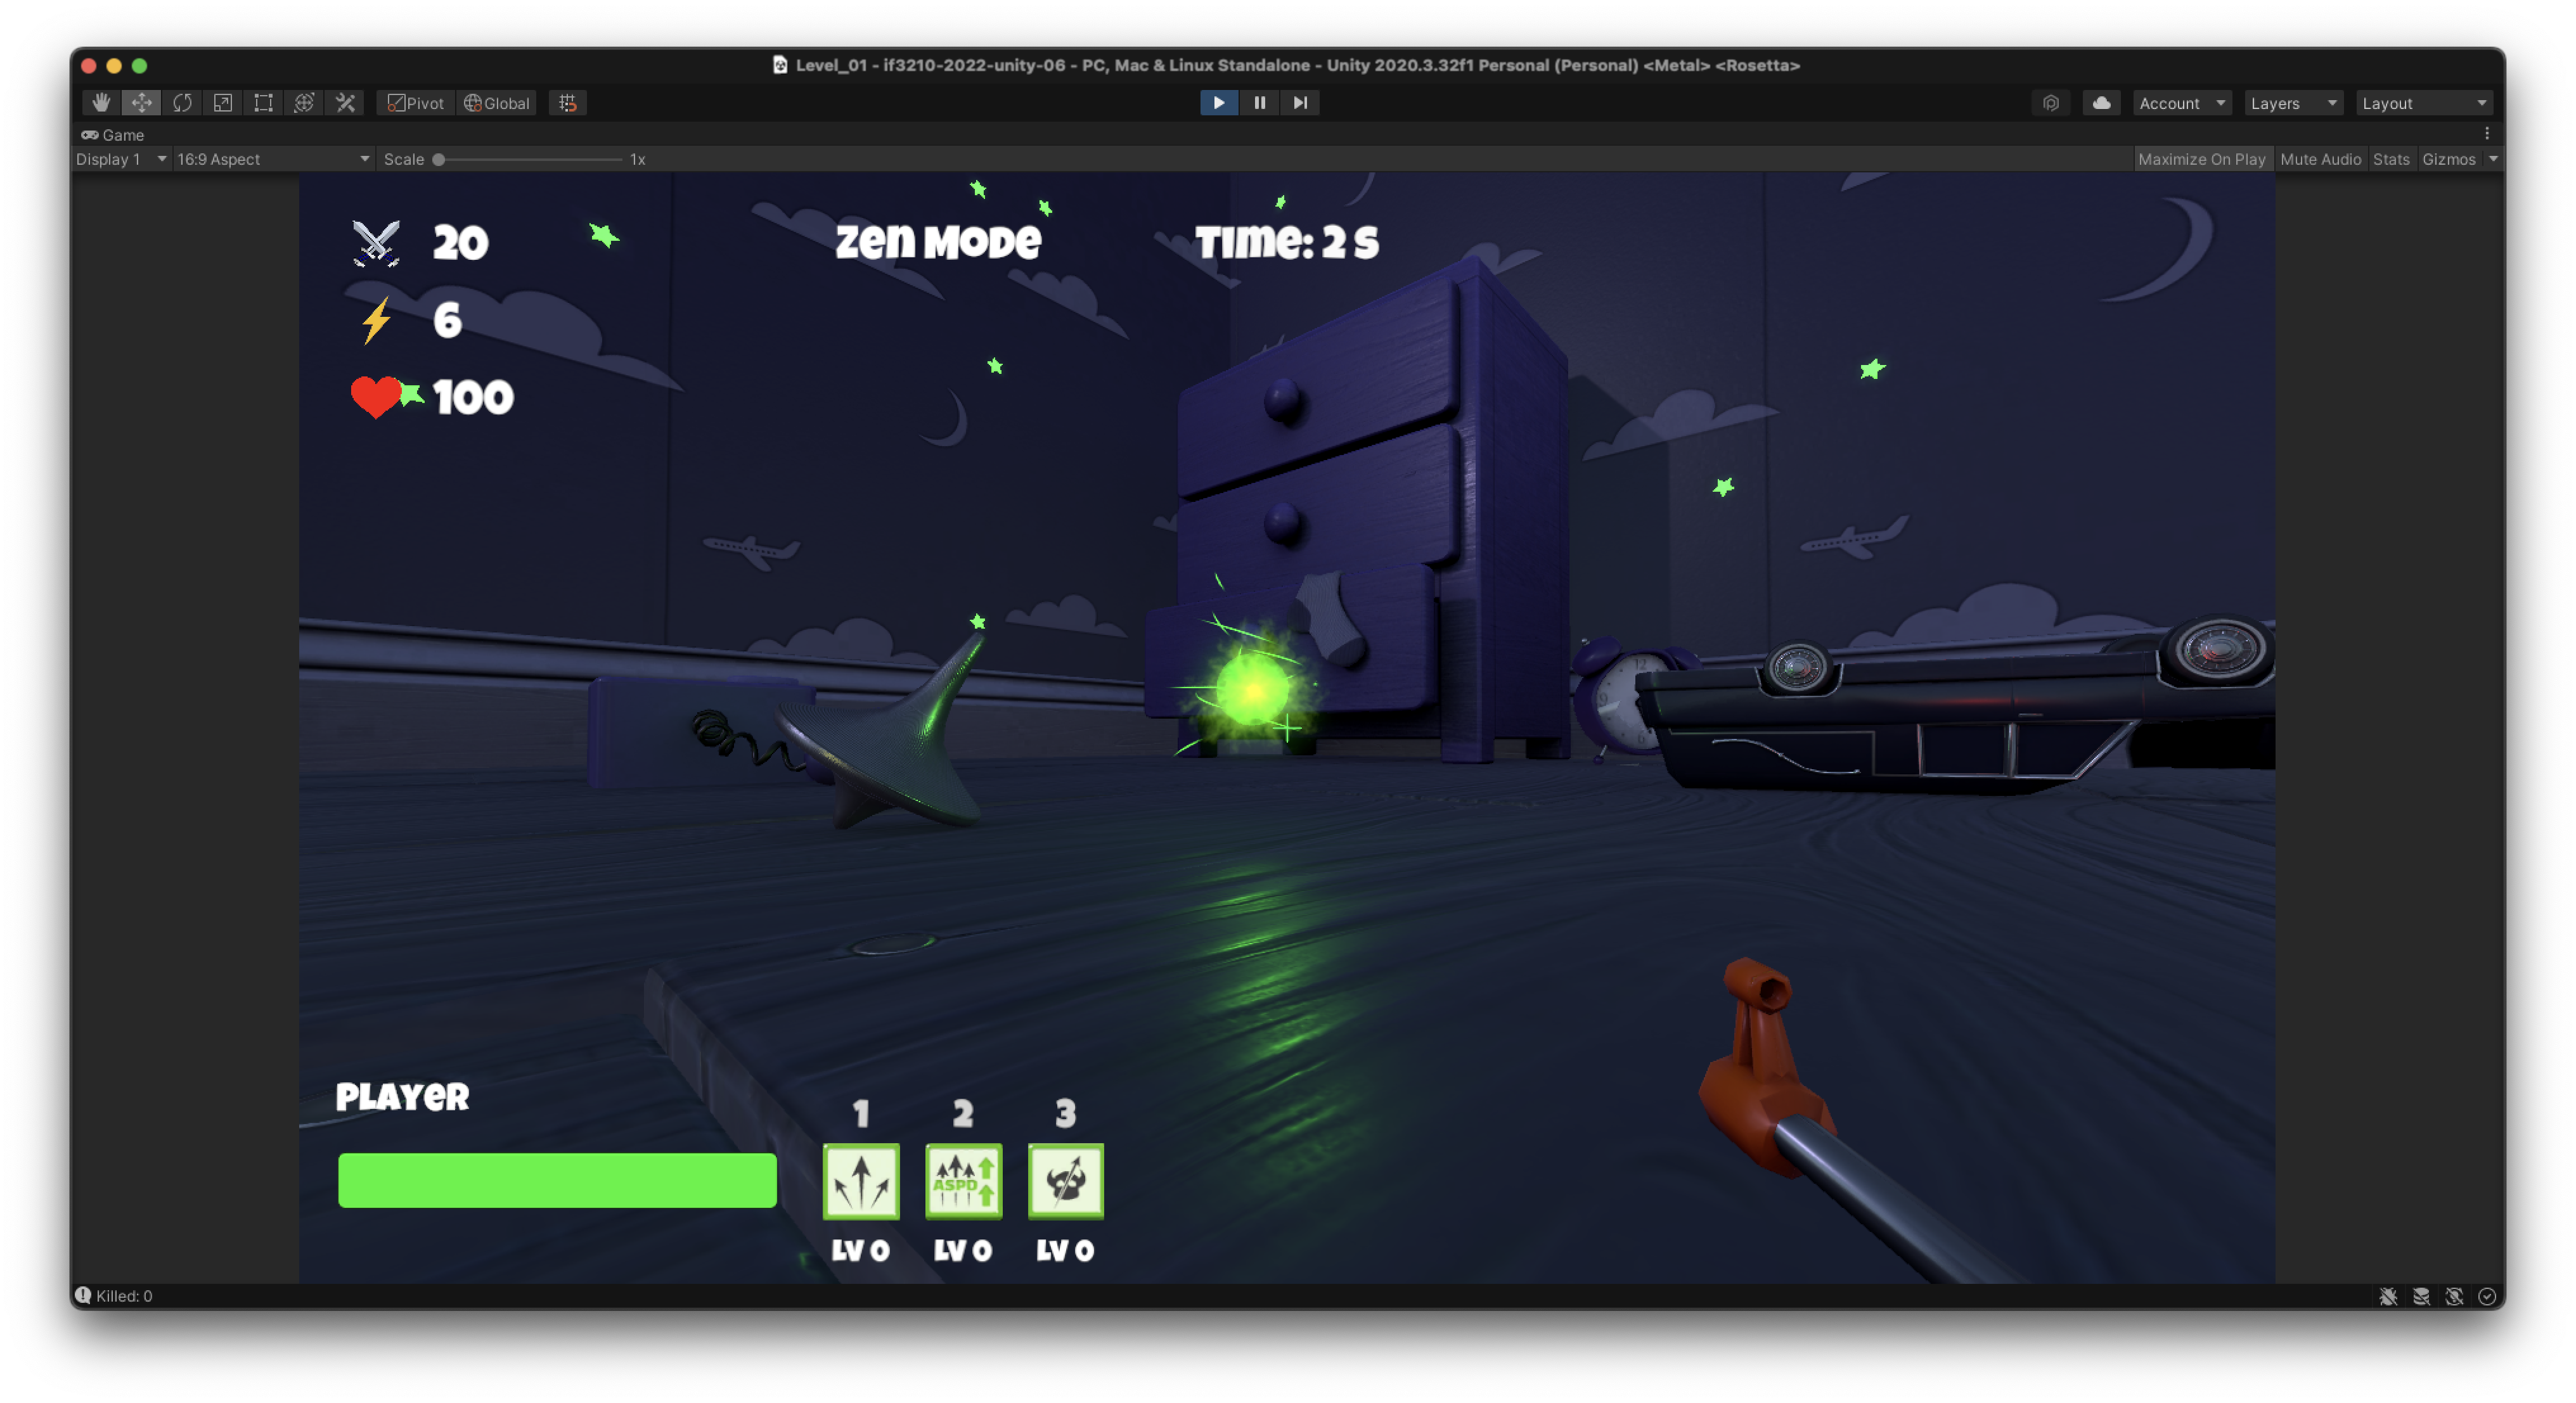 Level_01 - if3210-2022-unity-06 - PC, Mac & Linux Standalone - Unity 2020.3.32f1 Personal (Personal) <Metal> <Rosetta>
Pivot Global Account Layers Layout
Game
Display 1 16:9 Aspect Scale 1x Maximize On Play Mute Audio Stats Gizmos
20 Zen Mode Time: 2 s
6
100
Player
1 2 3
ASPD
LV 0 LV 0 LV 0
Killed: 0